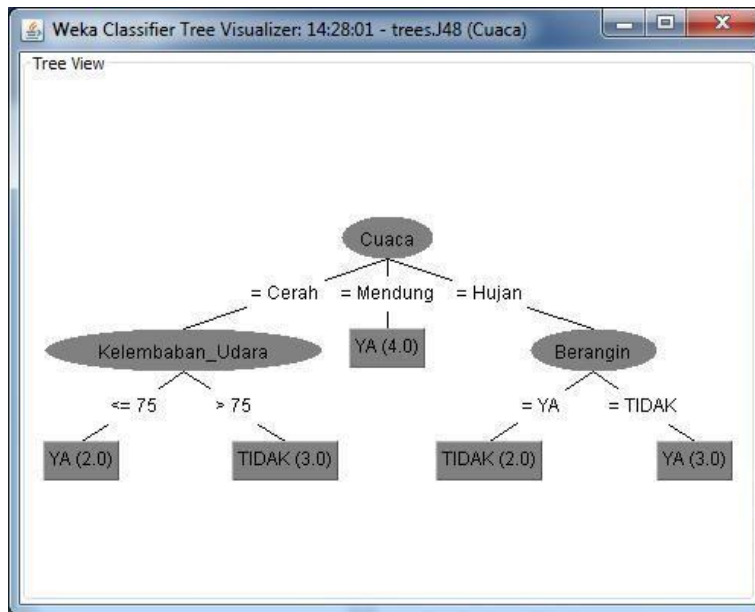 Weka Classifier Tree Visualizer: 14:28:01 - trees.J48 (Cuaca)
Tree View
Cuaca
= Cerah = Mendung = Hujan
Kelembaban_Udara YA (4.0) Berangin
<= 75 > 75 = YA = TIDAK
YA (2.0) TIDAK (3.0) TIDAK (2.0) YA (3.0)